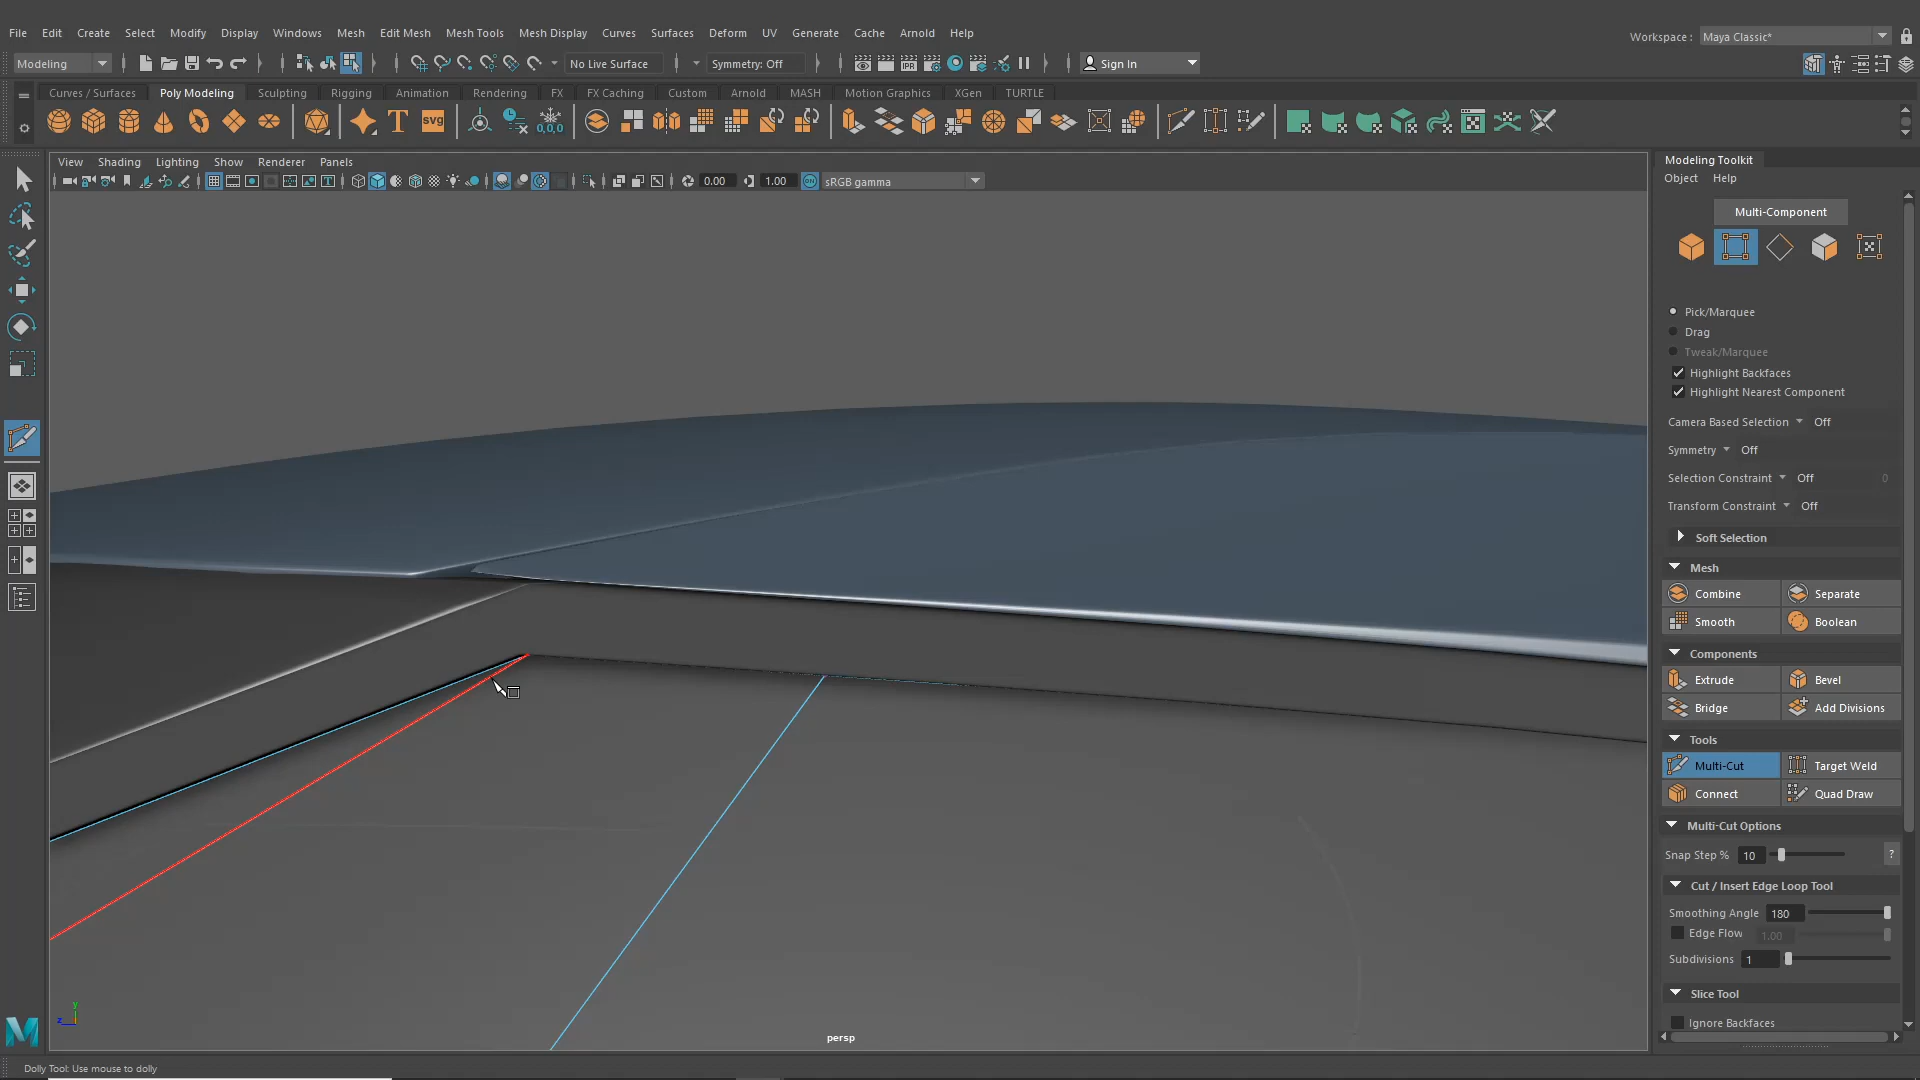 File Edit Create Select Modify Display Windows Mesh Edit Mesh Mesh Tools Mesh Display Curves Surfaces Deform UV Generate Cache Arnold Help
Workspace : Maya Classic*
Modeling No Live Surface Symmetry: Off Sign In
Curves / Surfaces Poly Modeling Sculpting Rigging Animation Rendering FX FX Caching Custom Arnold MASH Motion Graphics XGen TURTLE
T SVG 0,0,0
View Shading Lighting Show Renderer Panels
0.00 1.00 sRGB gamma
Modeling Toolkit
Object Help
Multi-Component
Pick/Marquee
Drag
Tweak/Marquee
Highlight Backfaces
Highlight Nearest Component
Camera Based Selection Off
Symmetry Off
Selection Constraint Off 0
Transform Constraint Off
Soft Selection
Mesh
Combine Separate
Smooth Boolean
Components
Extrude Bevel
Bridge Add Divisions
Tools
Multi-Cut Target Weld
Connect Quad Draw
Multi-Cut Options
Snap Step % 10 ?
Cut / Insert Edge Loop Tool
Smoothing Angle 180
Edge Flow 1.00
Subdivisions 1
Slice Tool
Ignore Backfaces
y
z
persp
M
Dolly Tool: Use mouse to dolly